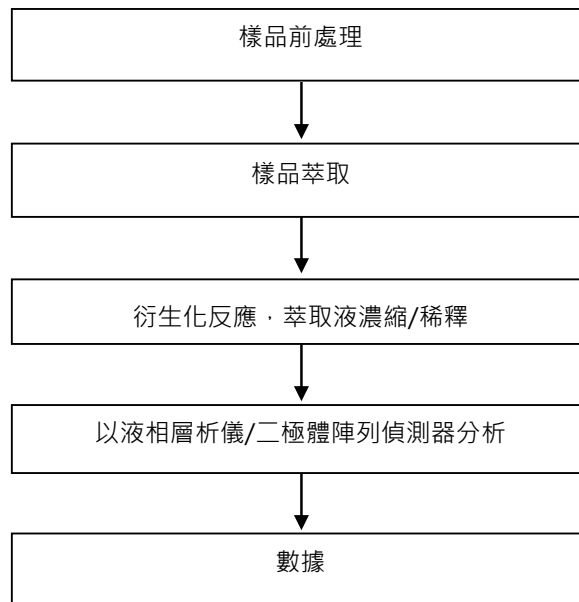 樣品前處理
樣品萃取
衍生化反應，萃取液濃縮/稀釋
以液相層析儀/二極體陣列偵測器分析
數據